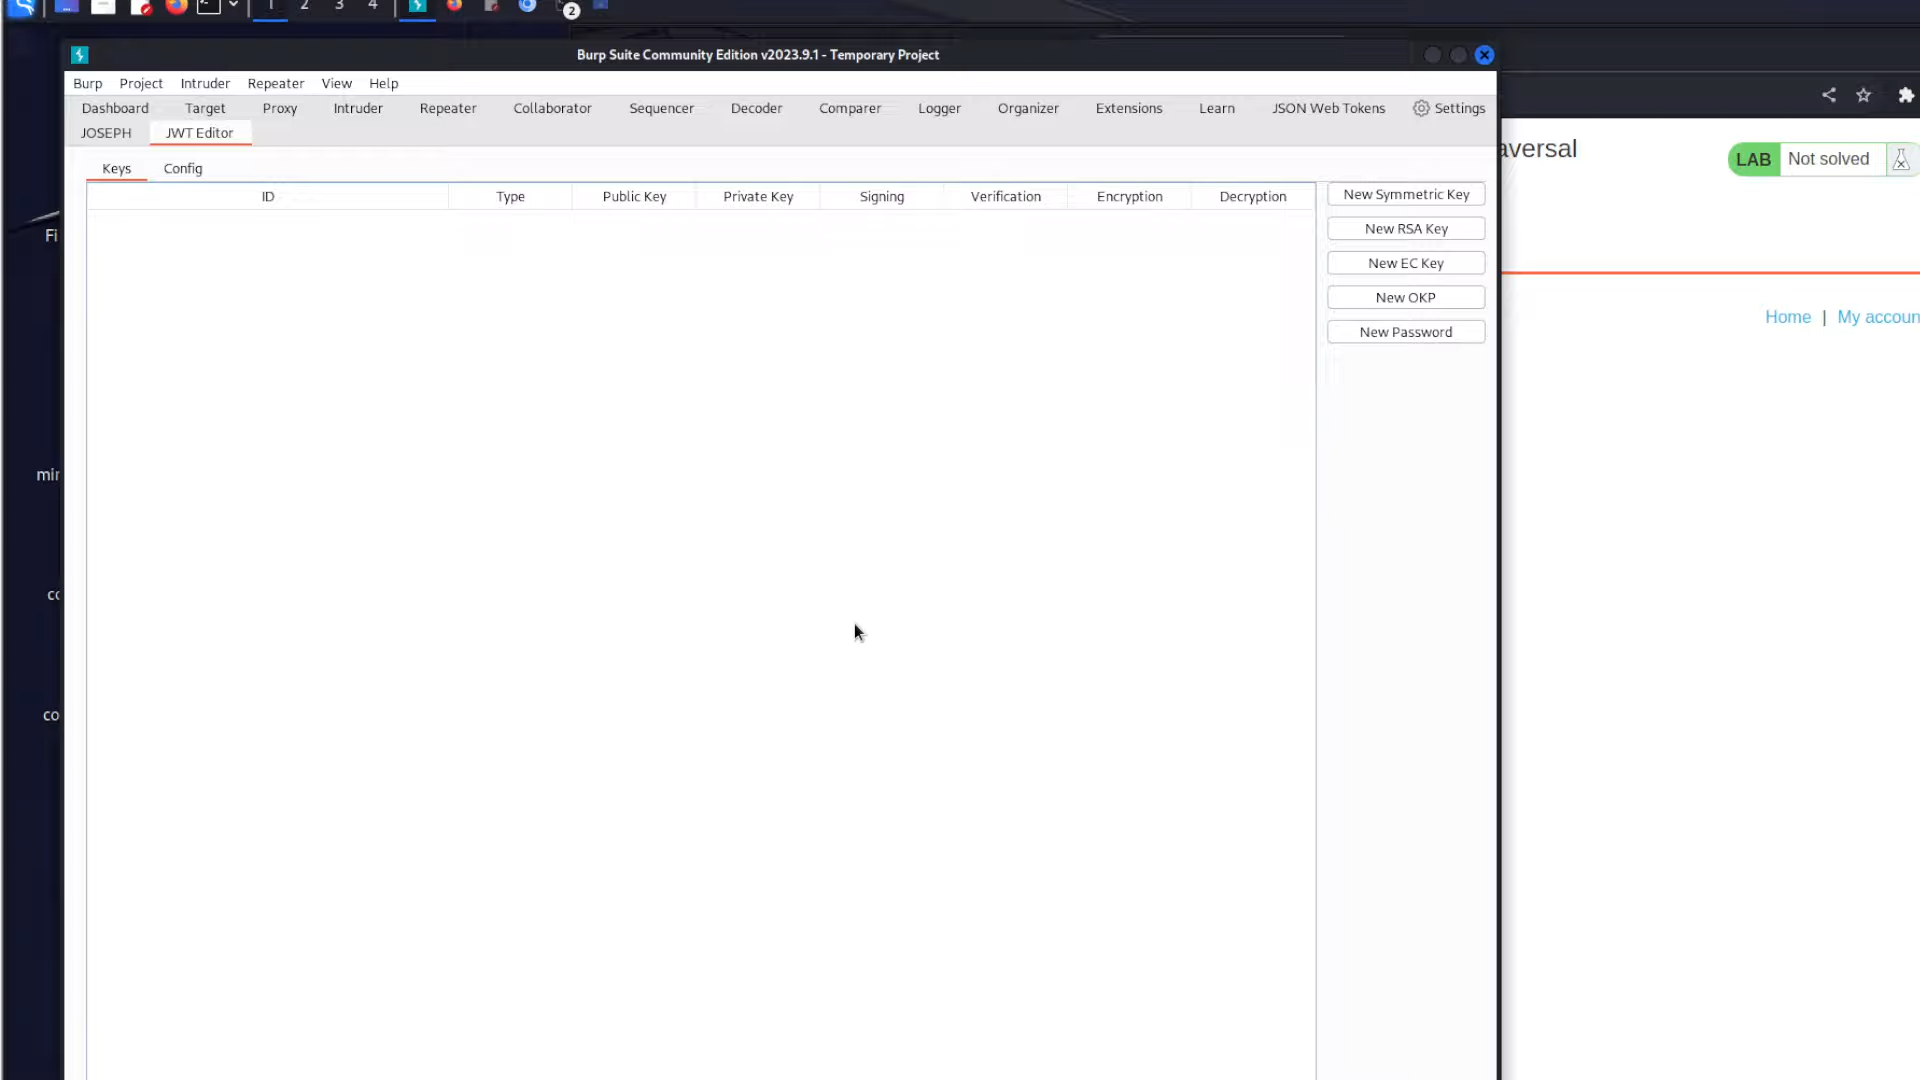 1 2 3 4
2
Burp Suite Community Edition v2023.9.1 - Temporary Project
Burp Project Intruder Repeater View Help
Dashboard Target Proxy Intruder Repeater Collaborator Sequencer Decoder Comparer Logger Organizer Extensions Learn JSON Web Tokens Settings
JOSEPH JWT Editor
Keys Config
ID Type Public Key Private Key Signing Verification Encryption Decryption
New Symmetric Key
New RSA Key
New EC Key
New OKP
New Password
aversal
LAB Not solved
Home | My accoun
Fi
mir
co
co